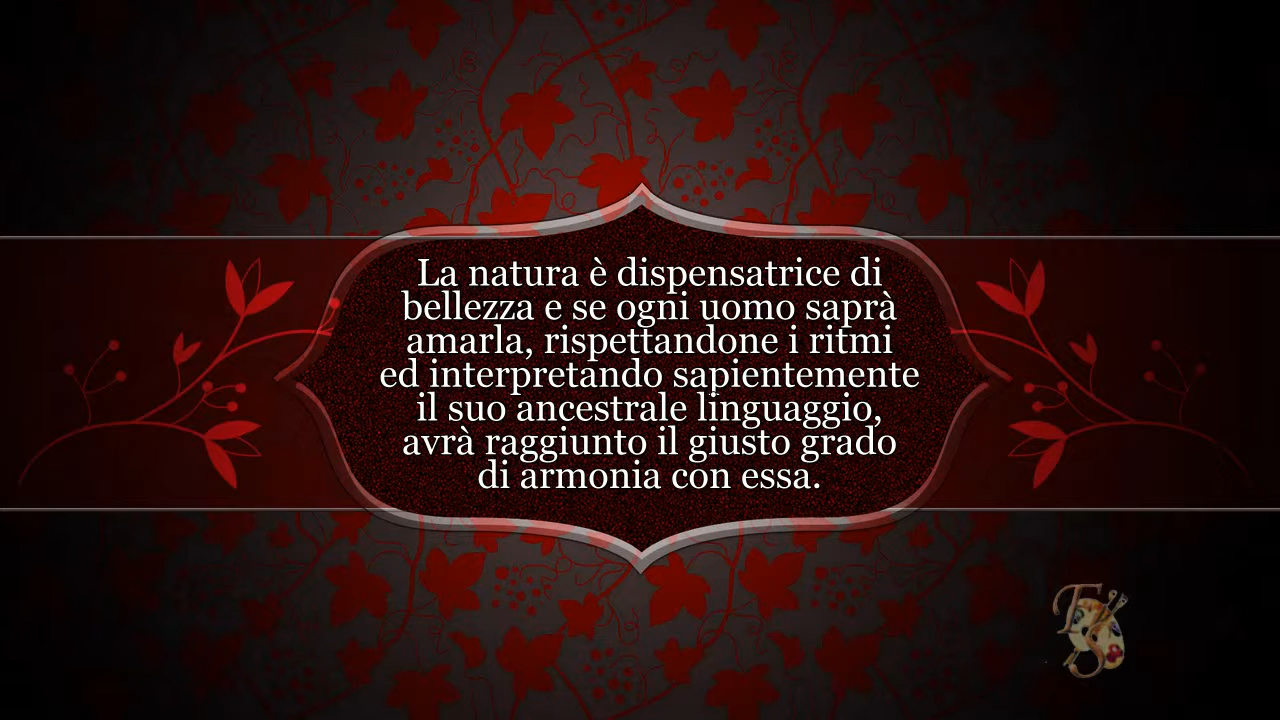 La natura è dispensatrice di
bellezza e se ogni uomo saprà
amarla, rispettandone i ritmi
ed interpretando sapientemente
il suo ancestrale linguaggio,
avrà raggiunto il giusto grado
di armonia con essa.